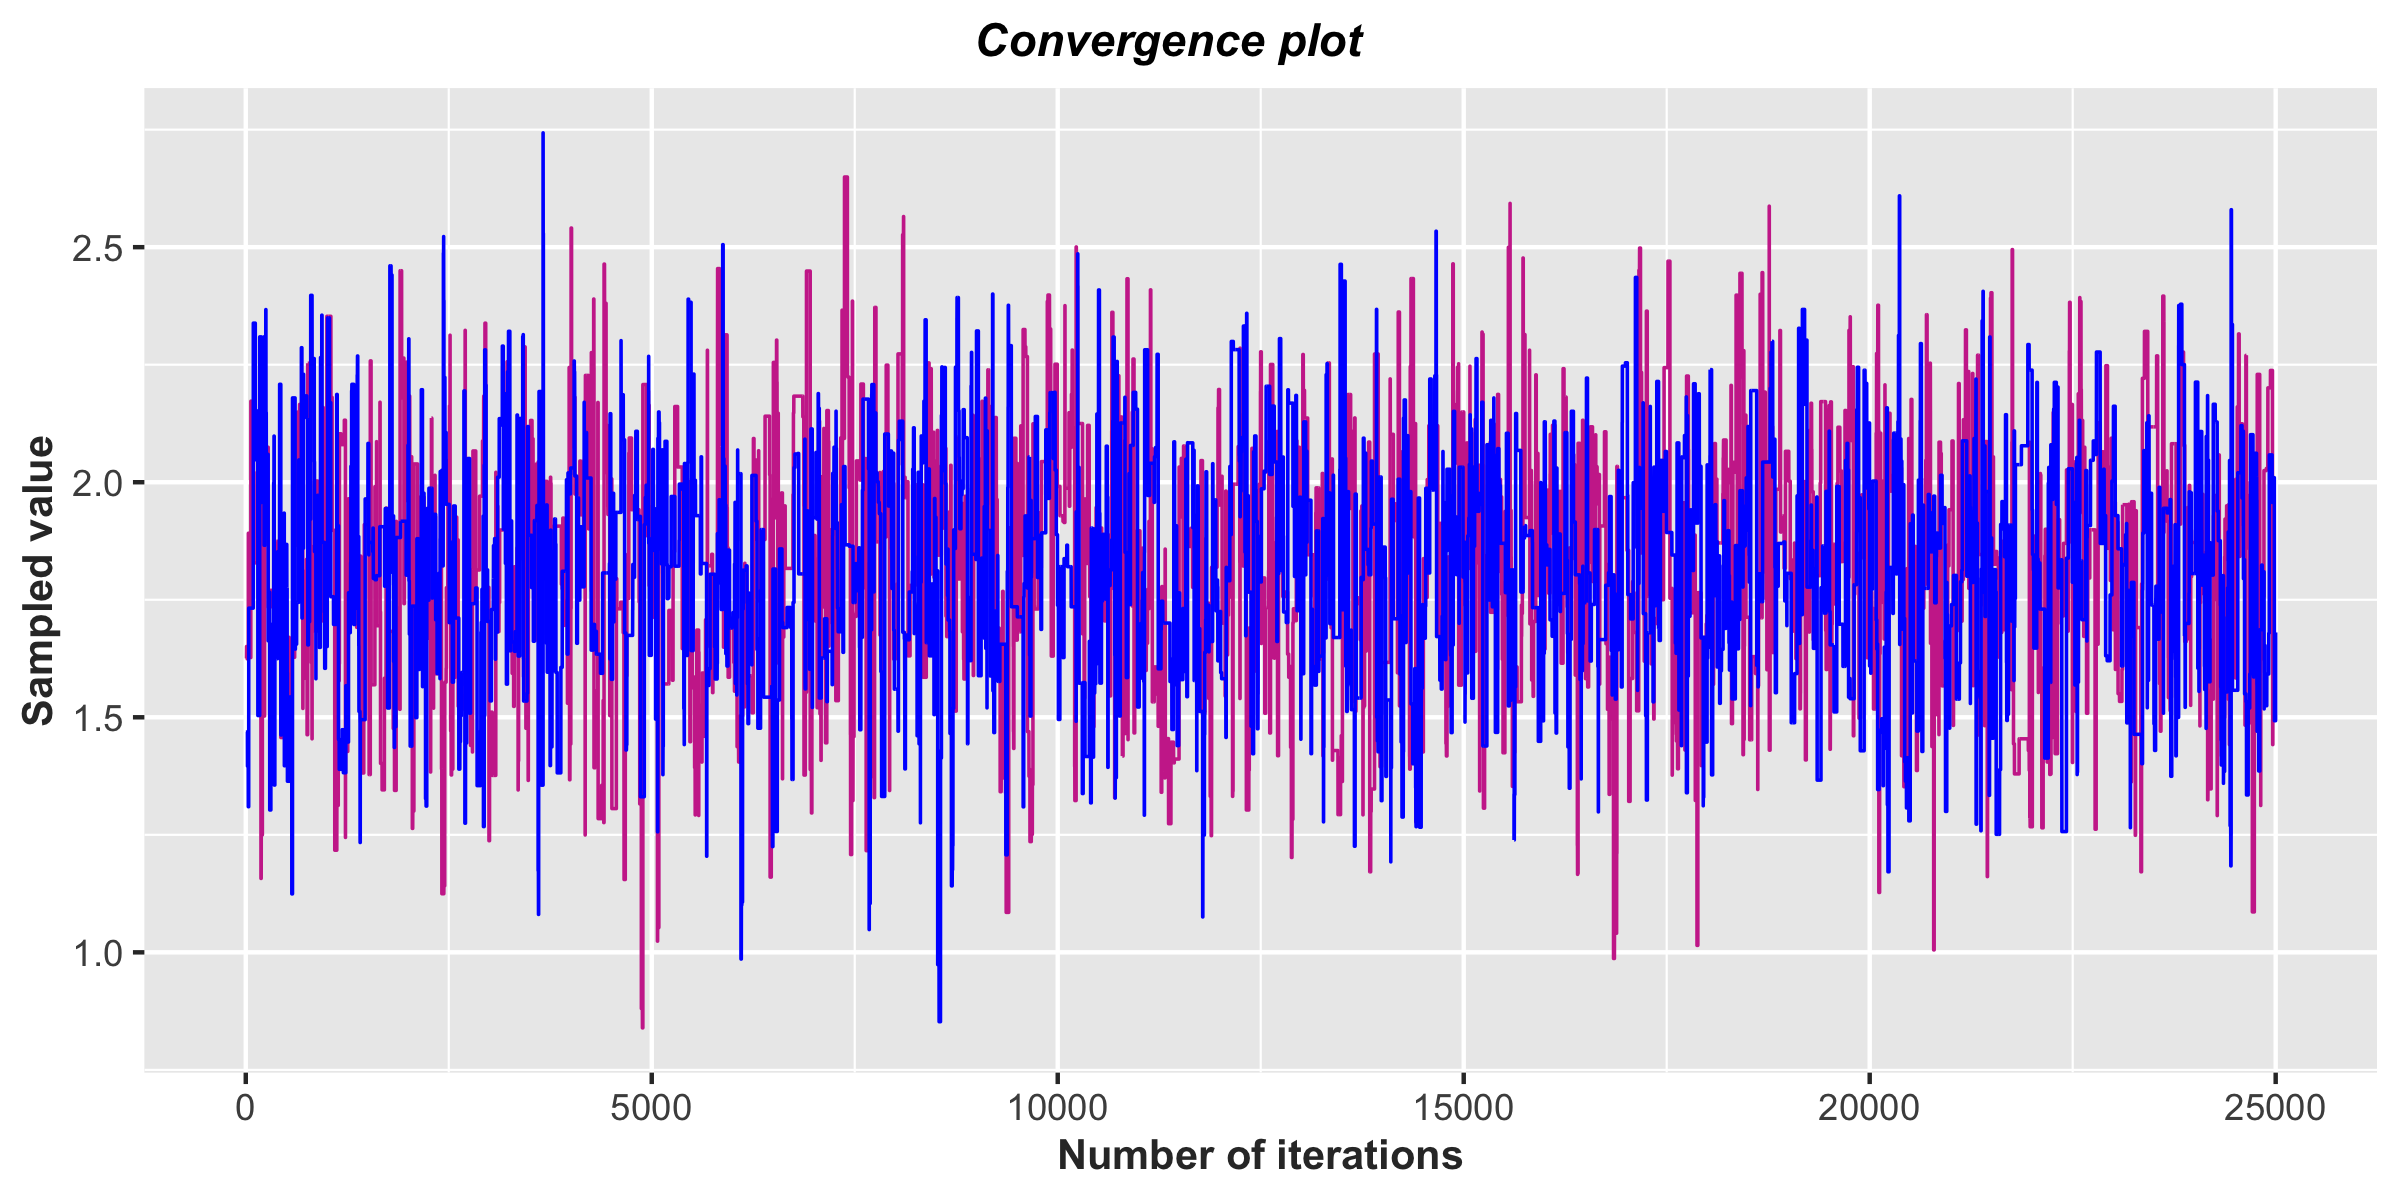 Convergence plot
Sampled value
2.5
2.0
1.5
1.0
0 5000 10000 15000 20000 25000
Number of iterations